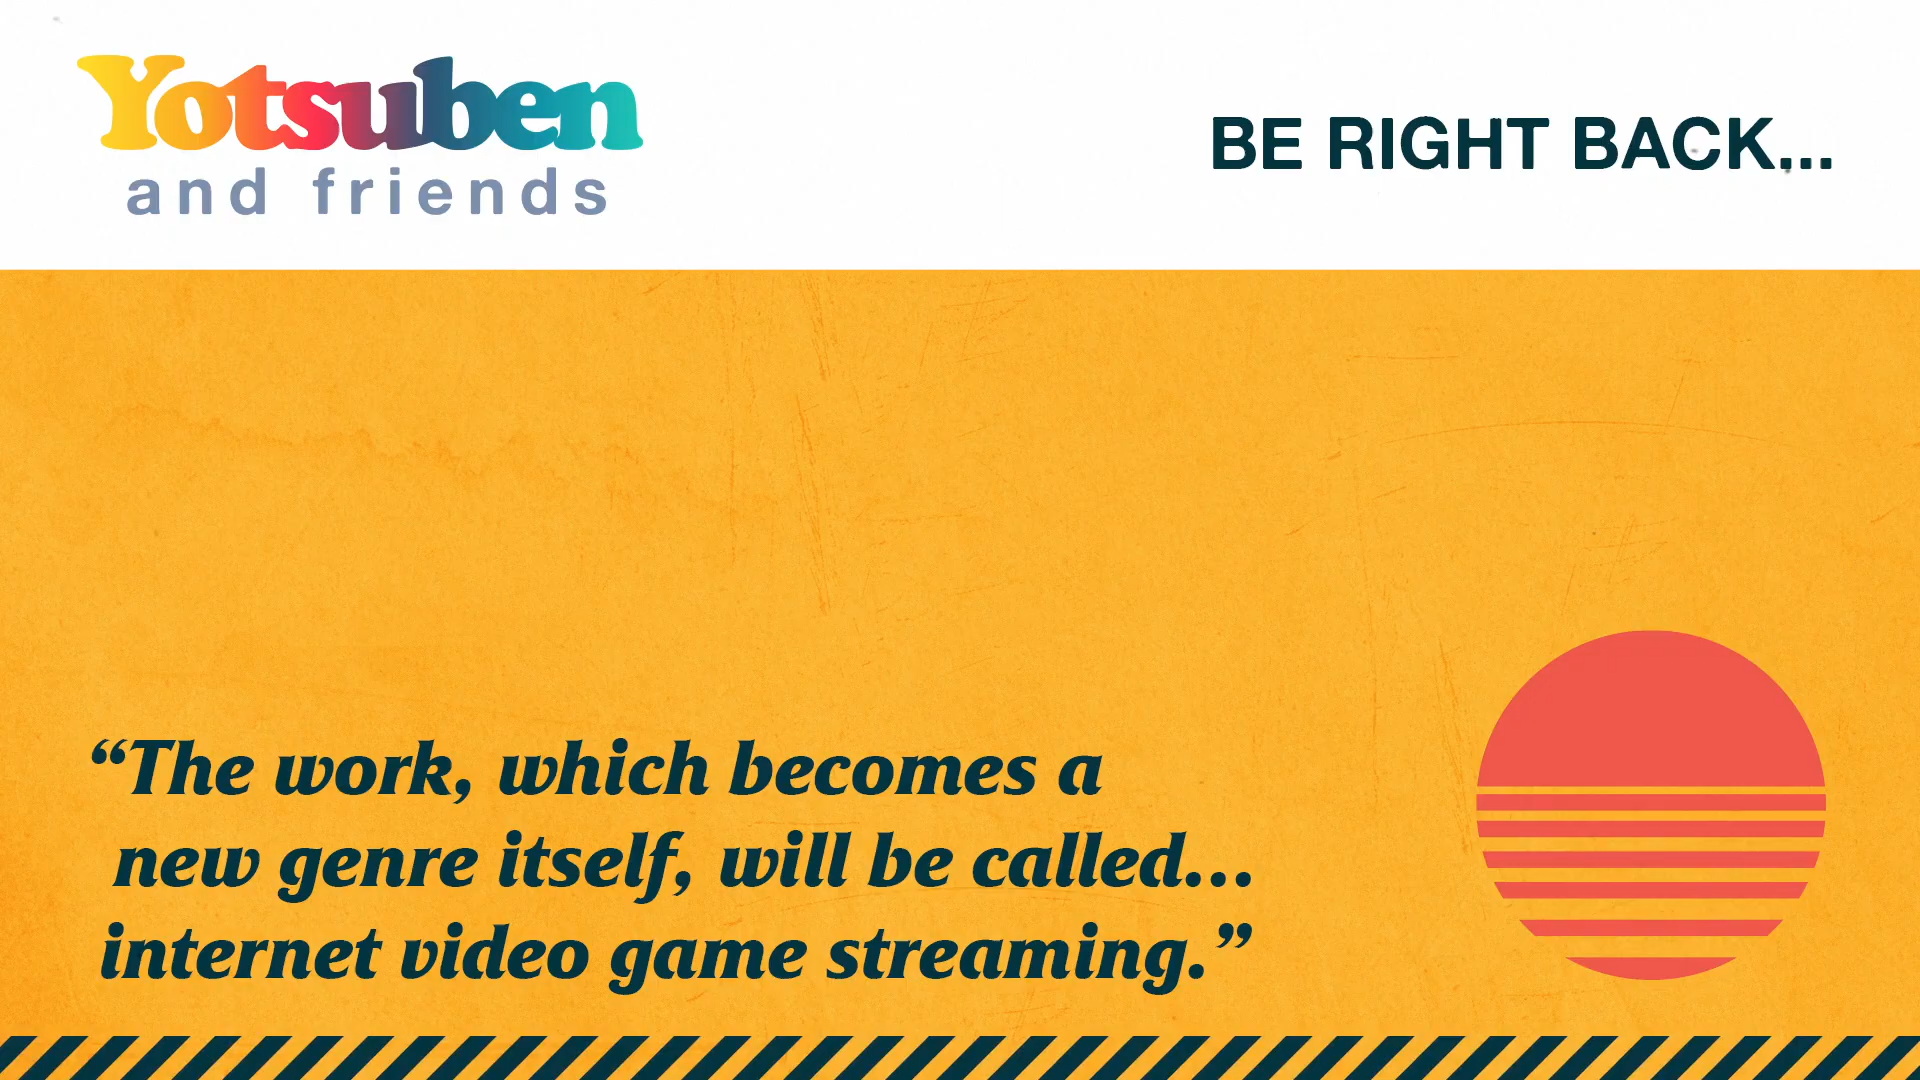 Yotsuben
and friends
BE RIGHT BACK...
“The work, which becomes a
new genre itself, will be called...
internet video game streaming.”